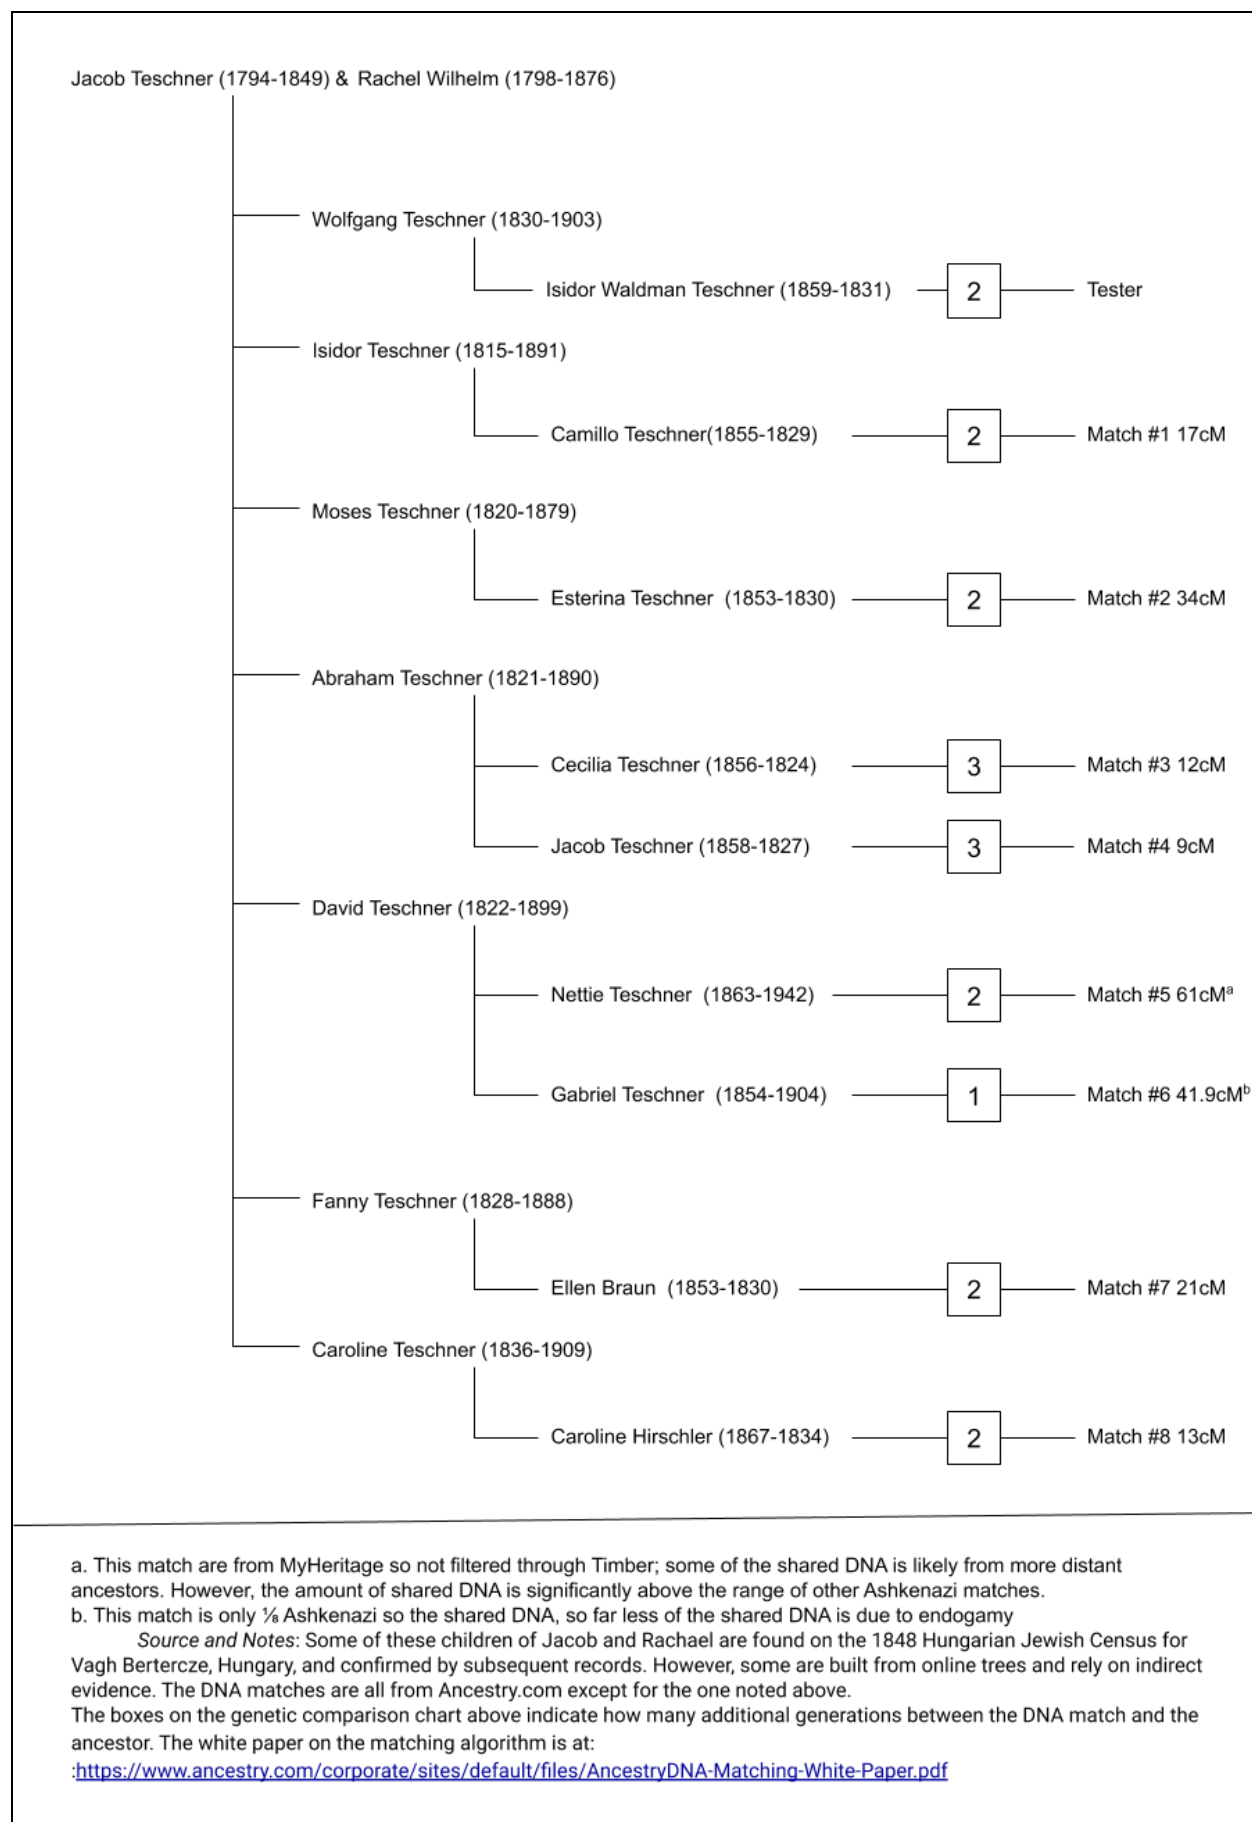 Jacob Teschner (1794-1849) & Rachel Wilhelm (1798-1876)
Wolfgang Teschner (1830-1903)
Isidor Waldman Teschner (1859-1831) 2 Tester
Isidor Teschner (1815-1891)
Camillo Teschner(1855-1829) 2 Match #1 17cM
Moses Teschner (1820-1879)
Esterina Teschner (1853-1830) 2 Match #2 34cM
Abraham Teschner (1821-1890)
Cecilia Teschner (1856-1824) 3 Match #3 12cM
Jacob Teschner (1858-1827) 3 Match #4 9cM
David Teschner (1822-1899)
Nettie Teschner (1863-1942) 2 Match #5 61cMᵃ
Gabriel Teschner (1854-1904) 1 Match #6 41.9cMᵇ
Fanny Teschner (1828-1888)
Ellen Braun (1853-1830) 2 Match #7 21cM
Caroline Teschner (1836-1909)
Caroline Hirschler (1867-1834) 2 Match #8 13cM
a. This match are from MyHeritage so not filtered through Timber; some of the shared DNA is likely from more distant
ancestors. However, the amount of shared DNA is significantly above the range of other Ashkenazi matches.
b. This match is only ⅛ Ashkenazi so the shared DNA, so far less of the shared DNA is due to endogamy
Source and Notes: Some of these children of Jacob and Rachael are found on the 1848 Hungarian Jewish Census for
Vagh Bertercze, Hungary, and confirmed by subsequent records. However, some are built from online trees and rely on indirect
evidence. The DNA matches are all from Ancestry.com except for the one noted above.
The boxes on the genetic comparison chart above indicate how many additional generations between the DNA match and the
ancestor. The white paper on the matching algorithm is at:
:https://www.ancestry.com/corporate/sites/default/files/AncestryDNA-Matching-White-Paper.pdf